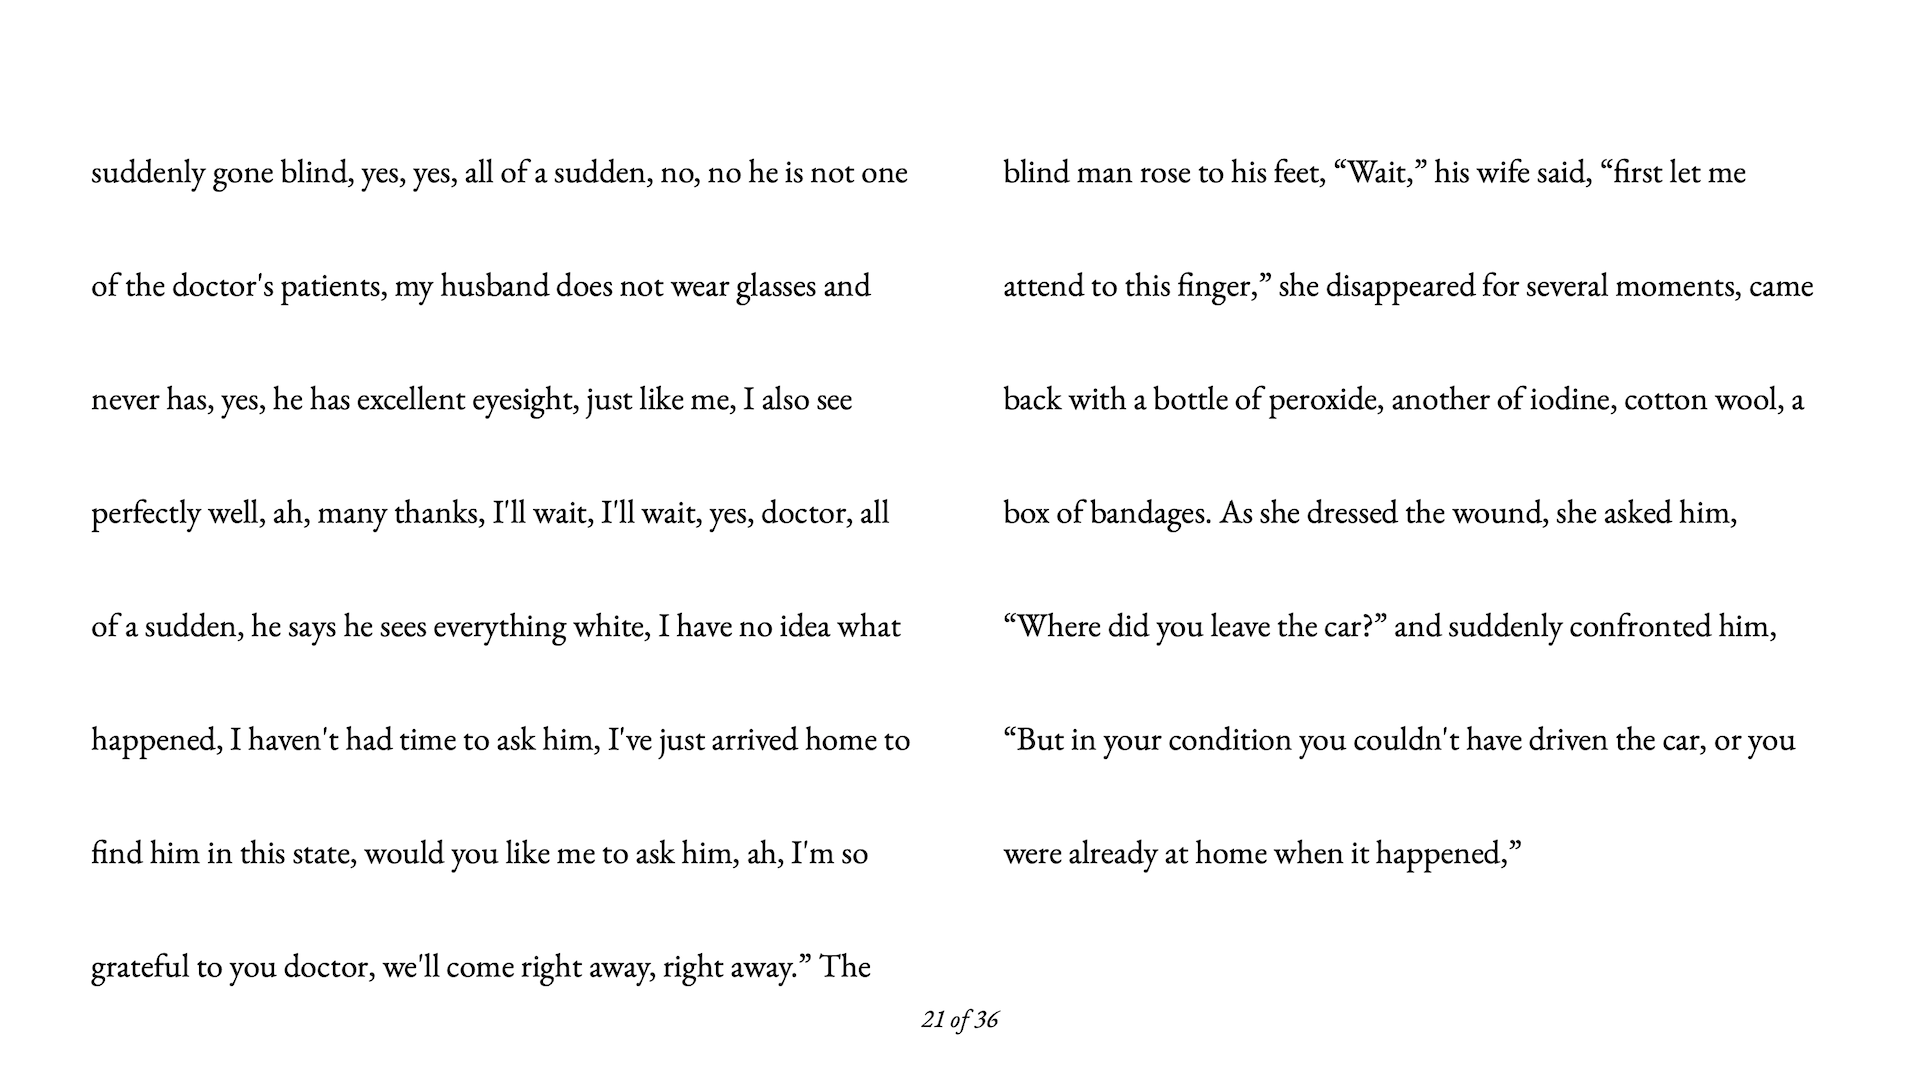 suddenly gone blind, yes, yes, all of a sudden, no, no he is not one
of the doctor's patients, my husband does not wear glasses and
never has, yes, he has excellent eyesight, just like me, I also see
perfectly well, ah, many thanks, I'll wait, I'll wait, yes, doctor, all
of a sudden, he says he sees everything white, I have no idea what
happened, I haven't had time to ask him, I've just arrived home to
find him in this state, would you like me to ask him, ah, I'm so
grateful to you doctor, we'll come right away, right away.” The
blind man rose to his feet, “Wait,” his wife said, “first let me
attend to this finger,” she disappeared for several moments, came
back with a bottle of peroxide, another of iodine, cotton wool, a
box of bandages. As she dressed the wound, she asked him,
“Where did you leave the car?” and suddenly confronted him,
“But in your condition you couldn't have driven the car, or you
were already at home when it happened,”
21 of 36